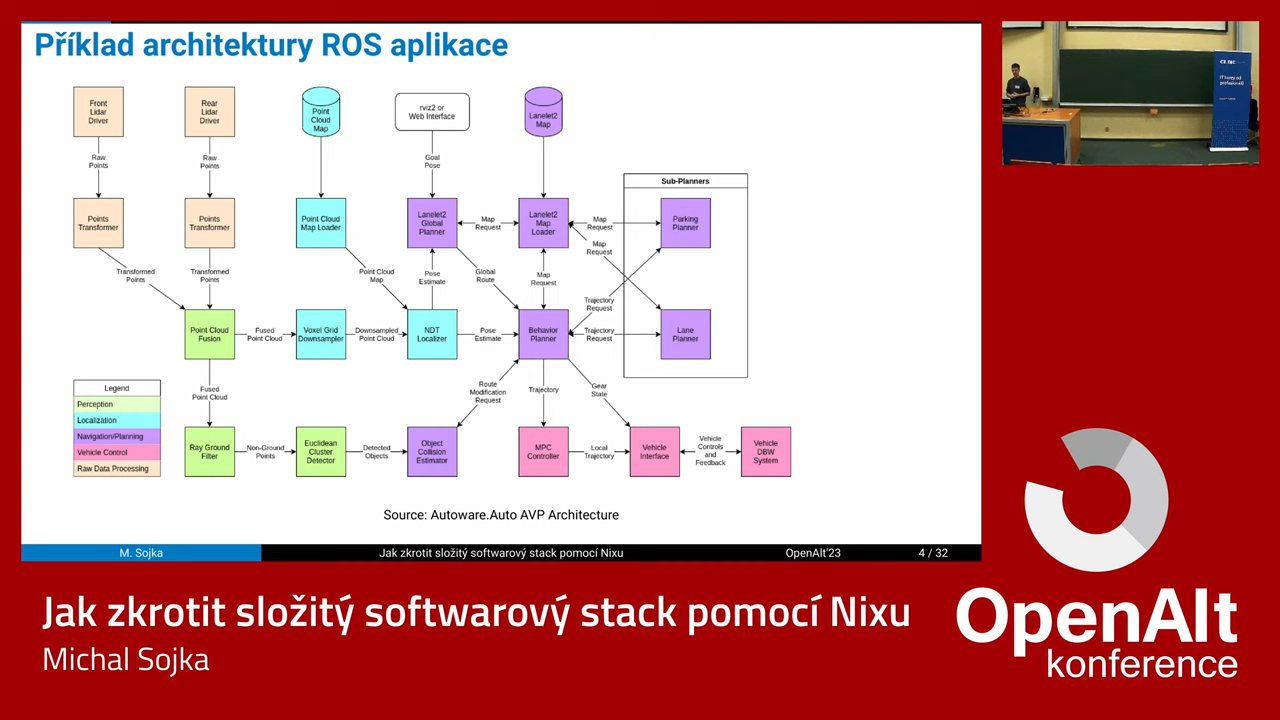 Příklad architektury ROS aplikace
Front
Lidar
Driver
Rear
Lidar
Driver
Point
Cloud
Map
rviz2 or
Web Interface
Lanelet2
Map
Raw
Points
Raw
Points
Goal
Pose
Sub-Planners
Points
Transformer
Points
Transformer
Point Cloud
Map Loader
Lanelet2
Global
Planner
Map
Request
Lanelet2
Map
Loader
Map
Request
Parking
Planner
Map
Request
Transformed
Points
Transformed
Points
Point Cloud
Map
Pose
Estimate
Global
Route
Map
Request
Trajectory
Request
Point Cloud
Fusion
Fused
Point Cloud
Voxel Grid
Downsampler
Downsampled
Point Cloud
NDT
Localizer
Pose
Estimate
Behavior
Planner
Trajectory
Request
Lane
Planner
Fused
Point Cloud
Route
Modification
Request
Trajectory
Gear
State
Legend
Perception
Localization
Navigation/Planning
Vehicle Control
Raw Data Processing
Ray Ground
Filter
Non-Ground
Points
Euclidean
Cluster
Detector
Detected
Objects
Object
Collision
Estimator
MPC
Controller
Local
Trajectory
Vehicle
Interface
Vehicle
Controls
and
Feedback
Vehicle
DBW
System
Source: Autoware.Auto AVP Architecture
M. Sojka
Jak zkrotit složitý softwarový stack pomocí Nixu
OpenAlt'23
4 / 32
Jak zkrotit složitý softwarový stack pomocí Nixu
Michal Sojka
OpenAlt
konference